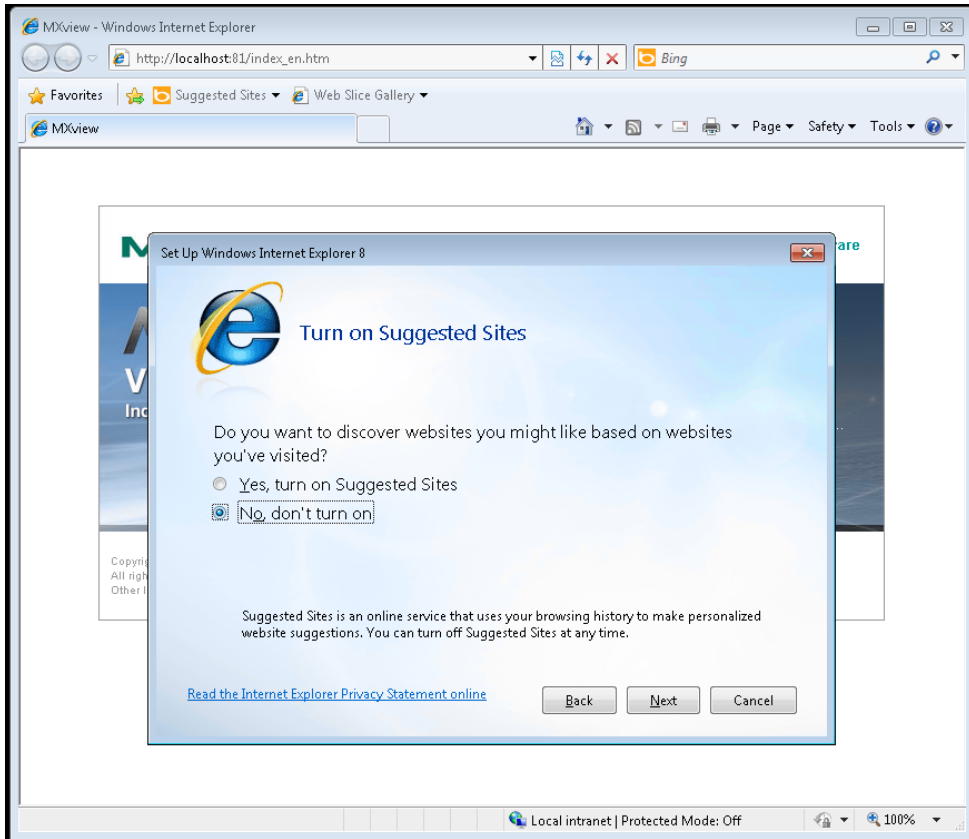 MXview - Windows Internet Explorer
http://localhost:81/index_en.htm
Bing
Favorites Suggested Sites Web Slice Gallery
MXview
Page Safety Tools
Set Up Windows Internet Explorer 8
Turn on Suggested Sites
Do you want to discover websites you might like based on websites
you've visited?
Yes, turn on Suggested Sites
No, don't turn on
All
Other
Suggested Sites is an online service that uses your browsing history to make personalized
website suggestions. You can turn off Suggested Sites at any time.
Read the Internet Explorer Privacy Statement online
Back Next Cancel
Local intranet | Protected Mode: Off
100%